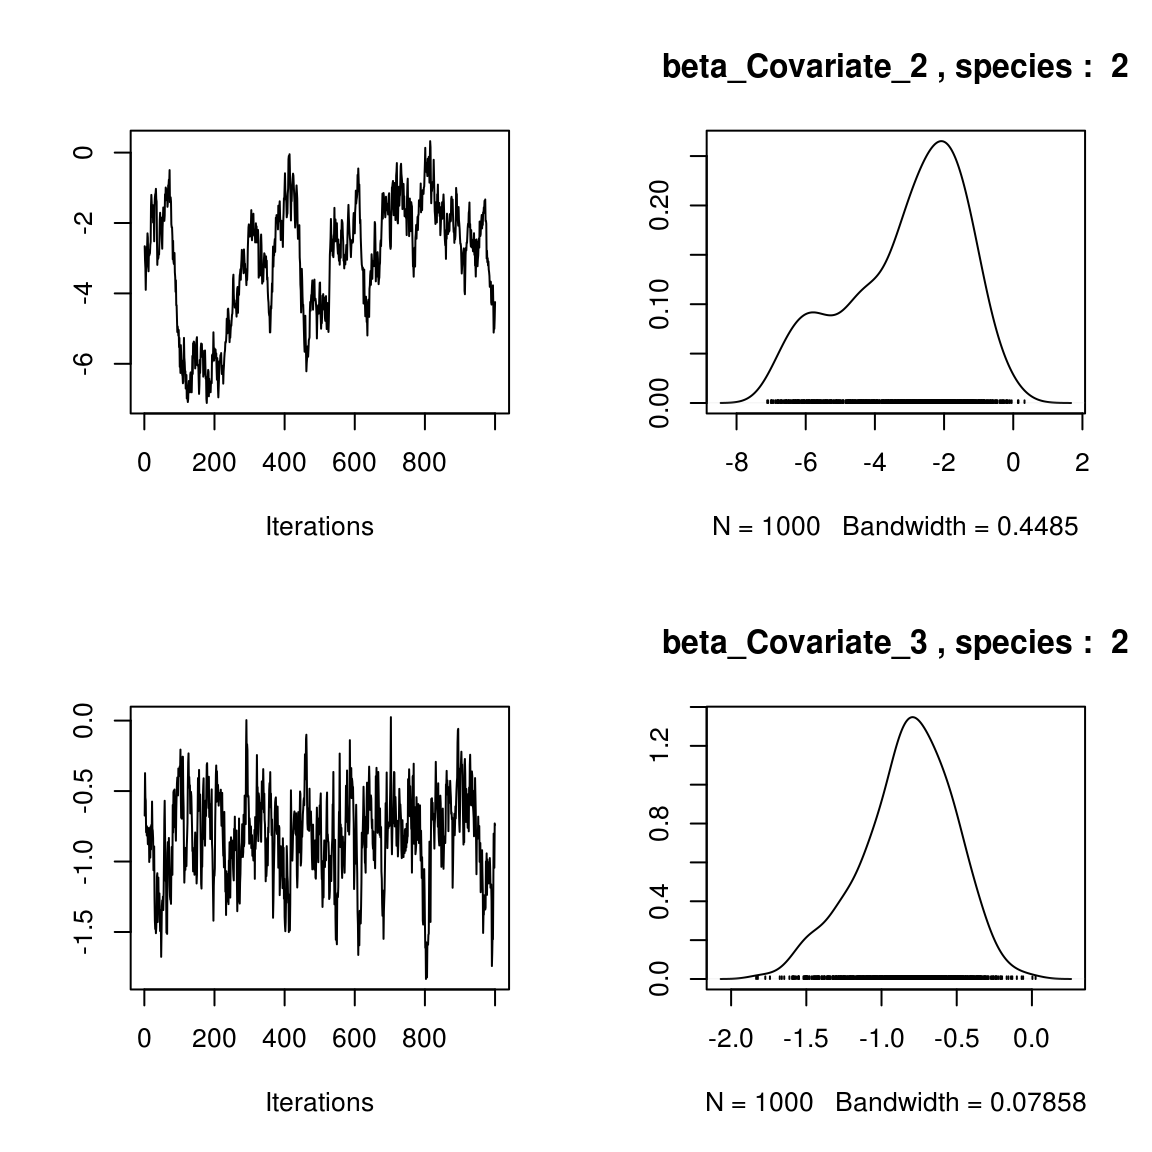 beta_Covariate_2 , species :  2
0
-2
-4
-6
0 200 400 600 800
Iterations
0.20
0.10
0.00
-8 -6 -4 -2 0 2
N = 1000   Bandwidth = 0.4485
beta_Covariate_3 , species :  2
0.0
-0.5
-1.0
-1.5
0 200 400 600 800
Iterations
1.2
0.8
0.4
0.0
-2.0 -1.5 -1.0 -0.5 0.0
N = 1000   Bandwidth = 0.07858